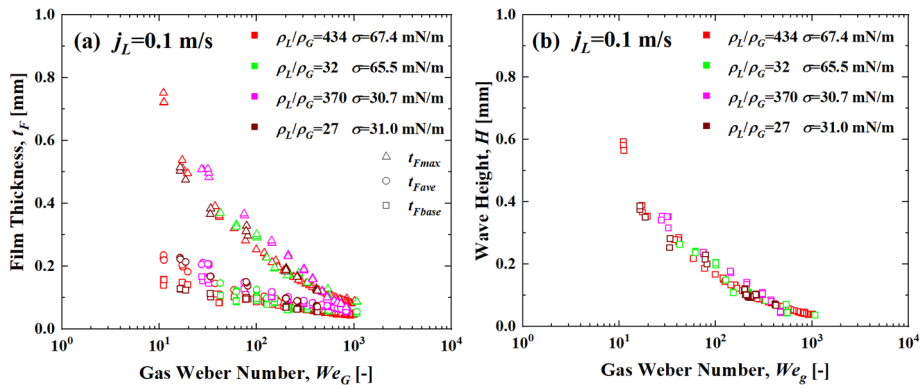 (a) j_L=0.1 m/s
ρ_L/ρ_G=434 σ=67.4 mN/m
ρ_L/ρ_G=32 σ=65.5 mN/m
ρ_L/ρ_G=370 σ=30.7 mN/m
ρ_L/ρ_G=27 σ=31.0 mN/m
t_Fmax
t_Fave
t_Fbase
1.0
0.8
0.6
0.4
0.2
0.0
Film Thickness, t_F [mm]
10^0 10^1 10^2 10^3 10^4
Gas Weber Number, We_G [-]
(b) j_L=0.1 m/s
ρ_L/ρ_G=434 σ=67.4 mN/m
ρ_L/ρ_G=32 σ=65.5 mN/m
ρ_L/ρ_G=370 σ=30.7 mN/m
ρ_L/ρ_G=27 σ=31.0 mN/m
1.0
0.8
0.6
0.4
0.2
0.0
Wave Height, H [mm]
10^0 10^1 10^2 10^3 10^4
Gas Weber Number, We_g [-]